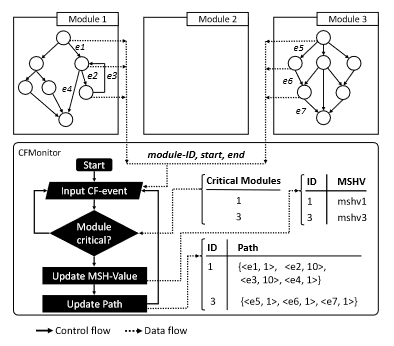 Module 1
Module 2
Module 3
e1
e2
e3
e4
e5
e6
e7
CFMonitor
module-ID, start, end
Start
Input CF-event
Module
critical?
Update MSH-Value
Update Path
Critical Modules
1
3
ID MSHV
1 mshv1
3 mshv3
ID Path
1 {<e1, 1>, <e2, 10>,
<e3, 10>, <e4, 1>}
3 {<e5, 1>, <e6, 1>, <e7, 1>}
Control flow
Data flow